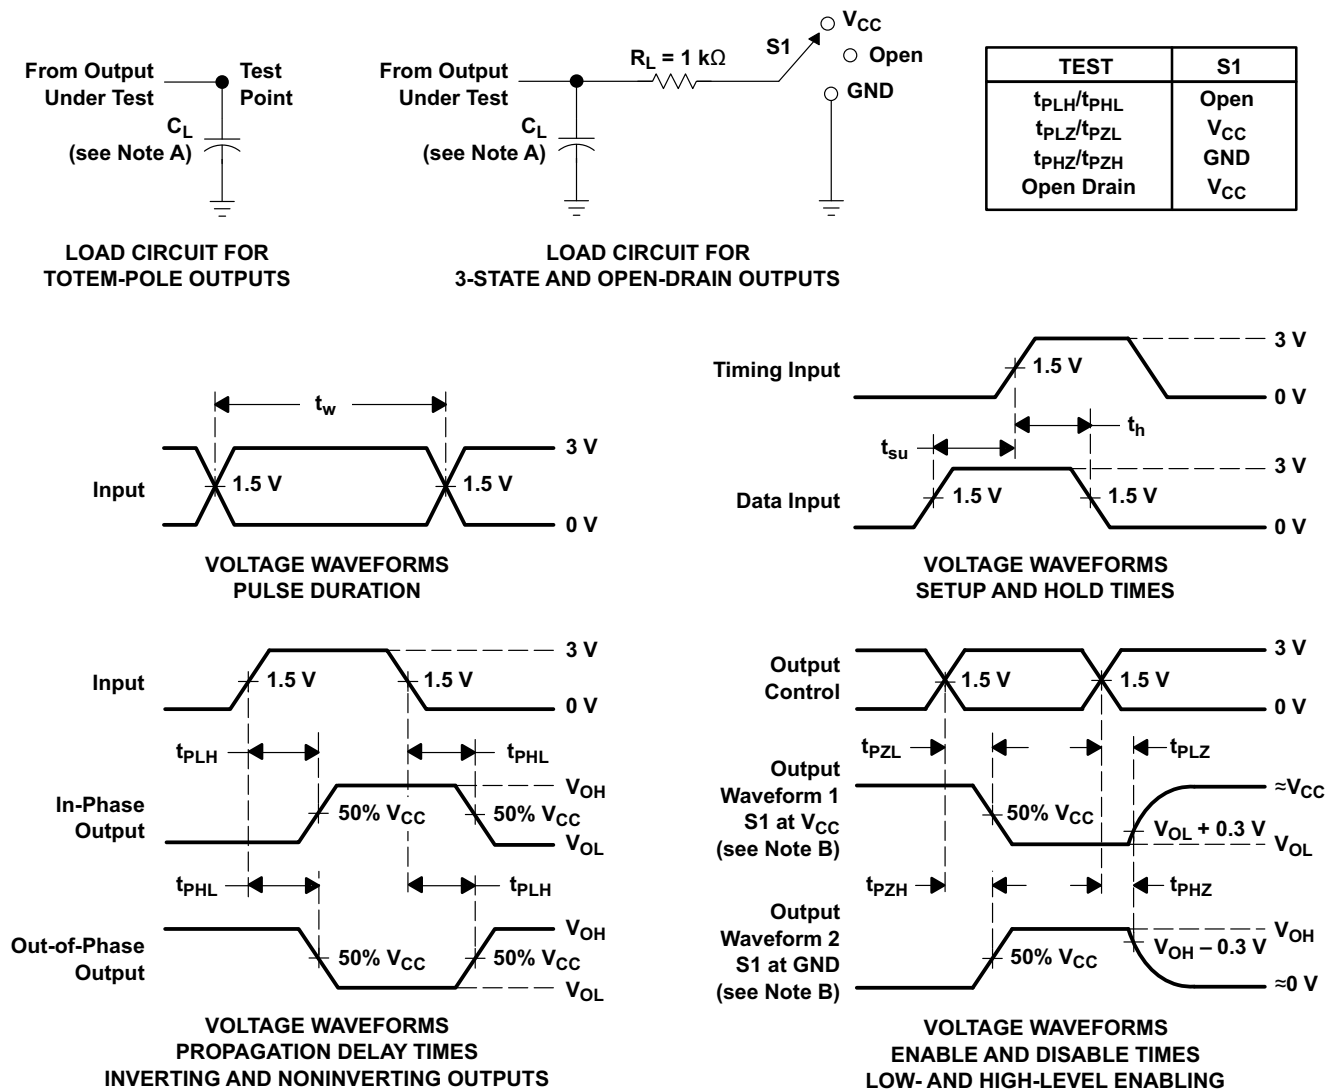 From Output
Under Test
Test
Point
CL
(see Note A)
LOAD CIRCUIT FOR
TOTEM-POLE OUTPUTS
From Output
Under Test
RL = 1 kΩ
S1
VCC
Open
GND
CL
(see Note A)
LOAD CIRCUIT FOR
3-STATE AND OPEN-DRAIN OUTPUTS
TEST S1
tPLH/tPHL Open
tPLZ/tPZL VCC
tPHZ/tPZH GND
Open Drain VCC
tw
Input
1.5 V
1.5 V
3 V
0 V
VOLTAGE WAVEFORMS
PULSE DURATION
Timing Input
1.5 V
3 V
0 V
tsu
th
Data Input
1.5 V
1.5 V
3 V
0 V
VOLTAGE WAVEFORMS
SETUP AND HOLD TIMES
Input
1.5 V
1.5 V
3 V
0 V
tPLH
tPHL
In-Phase
Output
50% VCC
50% VCC
VOH
VOL
tPHL
tPLH
Out-of-Phase
Output
50% VCC
50% VCC
VOH
VOL
VOLTAGE WAVEFORMS
PROPAGATION DELAY TIMES
INVERTING AND NONINVERTING OUTPUTS
Output
Control
1.5 V
1.5 V
3 V
0 V
tPZL
tPLZ
Output
Waveform 1
S1 at VCC
(see Note B)
50% VCC
VOL + 0.3 V
≈VCC
VOL
tPZH
tPHZ
Output
Waveform 2
S1 at GND
(see Note B)
50% VCC
VOH – 0.3 V
VOH
≈0 V
VOLTAGE WAVEFORMS
ENABLE AND DISABLE TIMES
LOW- AND HIGH-LEVEL ENABLING